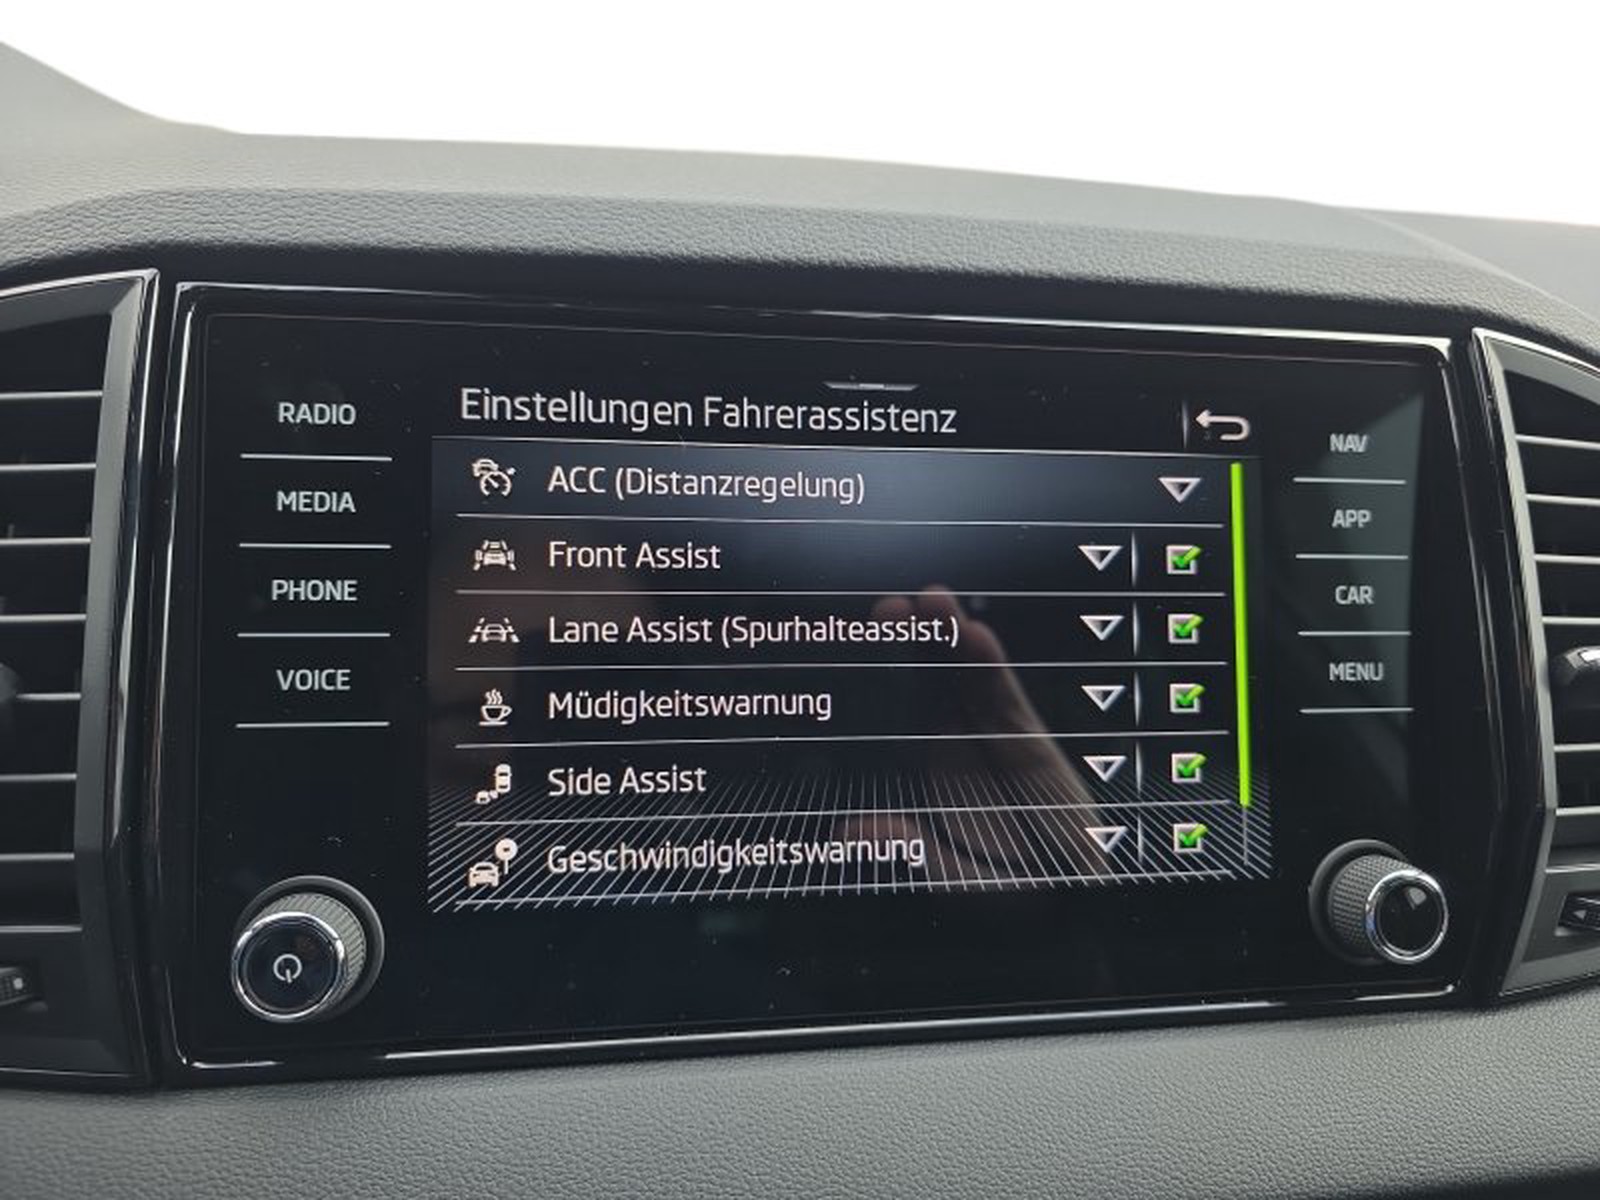 RADIO
MEDIA
PHONE
VOICE
Einstellungen Fahrerassistenz
ACC (Distanzregelung)
Front Assist
Lane Assist (Spurhalteassist.)
Müdigkeitswarnung
Side Assist
Geschwindigkeitswarnung
NAV
APP
CAR
MENU